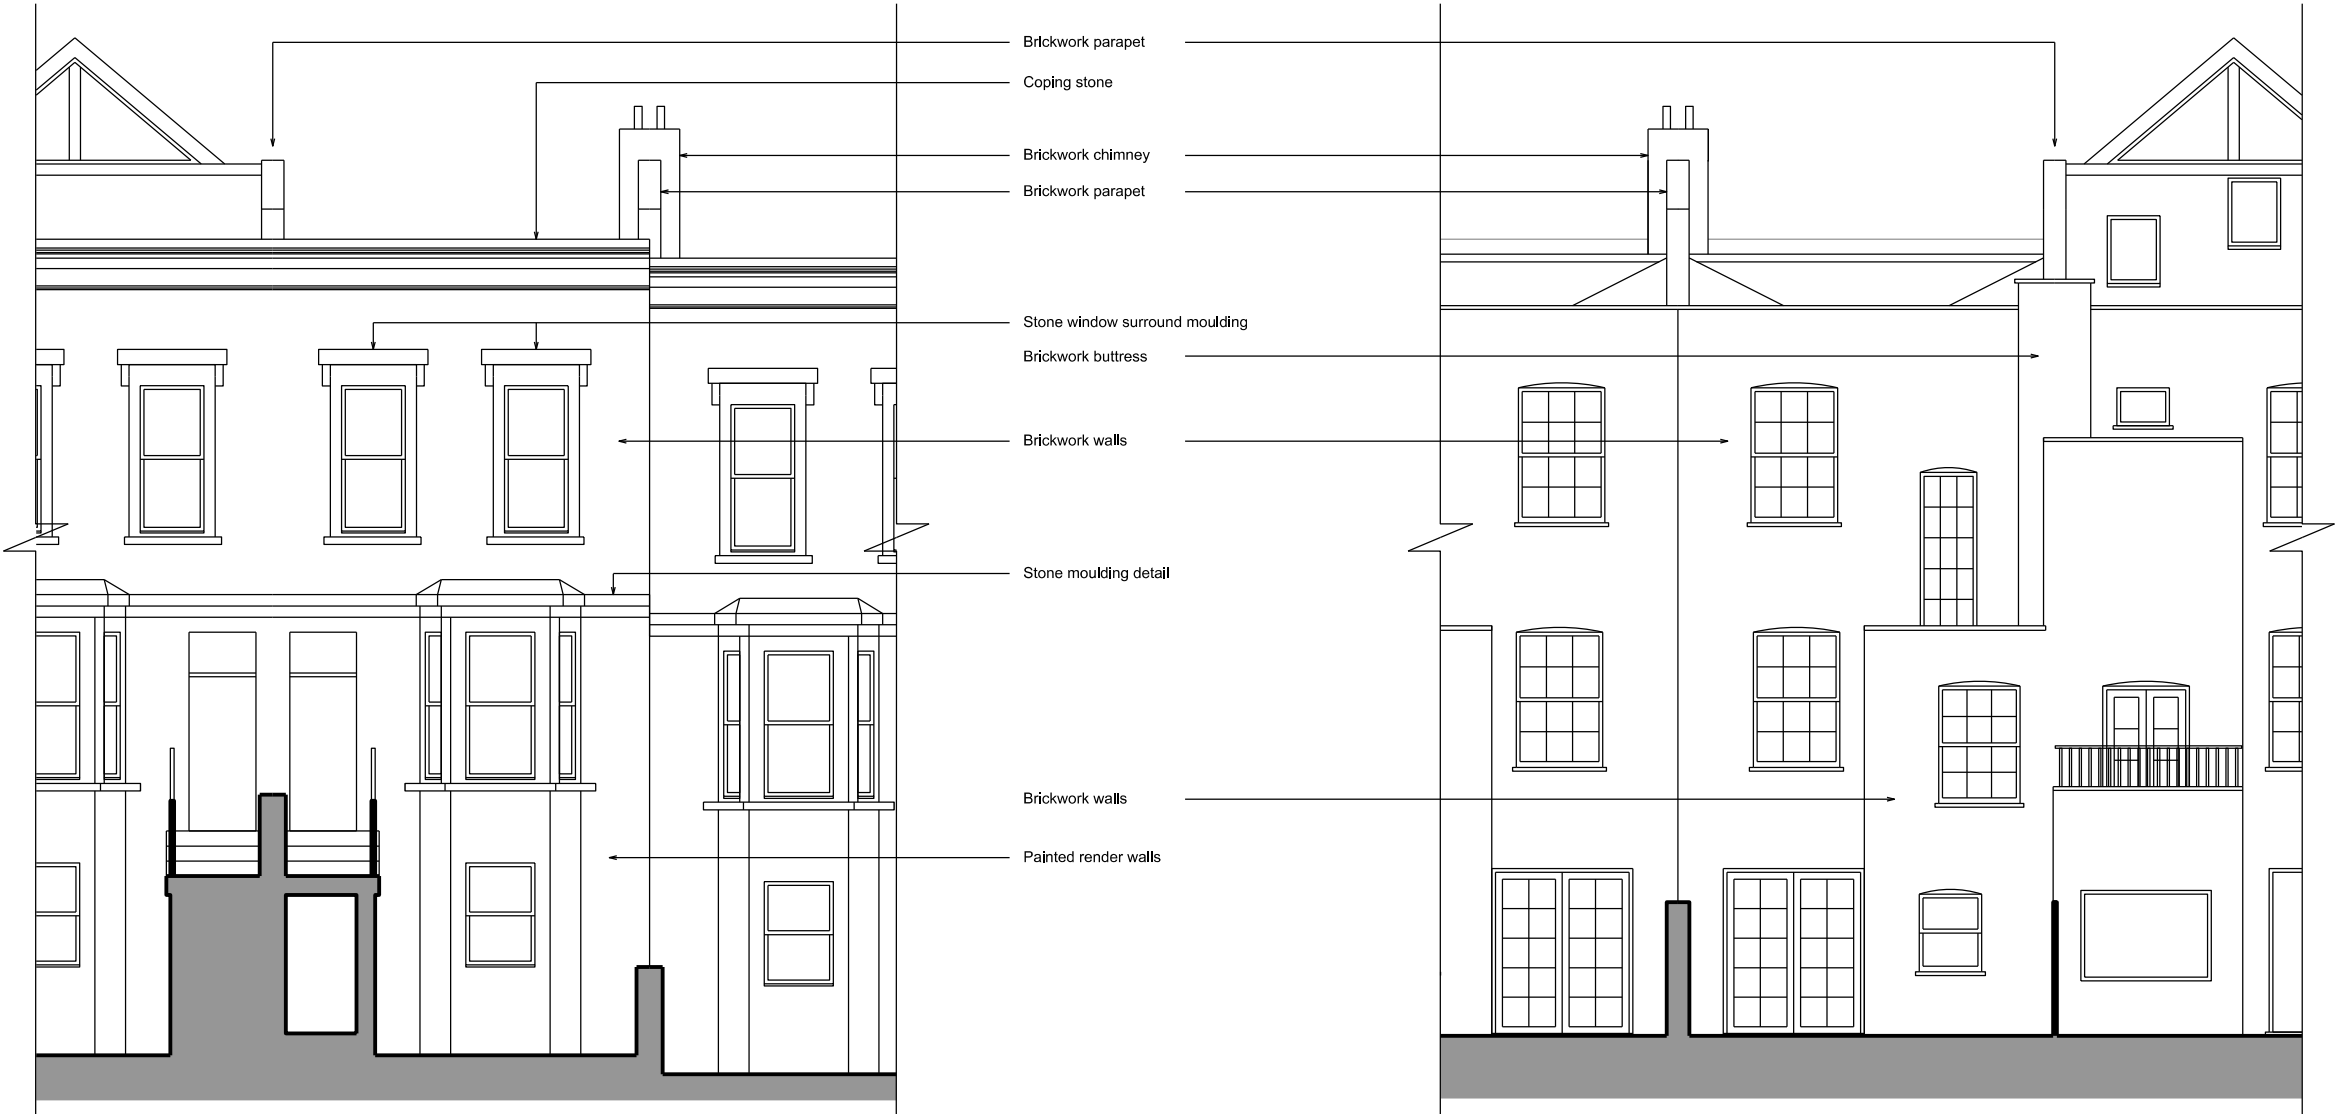 Brickwork parapet
Coping stone
Brickwork chimney
Brickwork parapet
Stone window surround moulding
Brickwork buttress
Brickwork walls
Stone moulding detail
Brickwork walls
Painted render walls